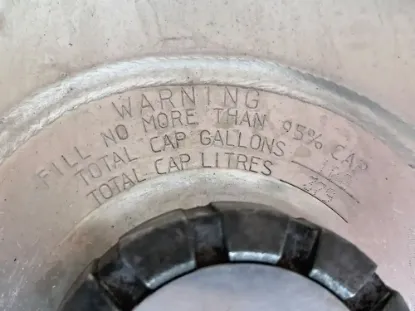 WARNING
FILL NO MORE THAN 95% CAP
TOTAL CAP GALLONS
TOTAL CAP LITRES